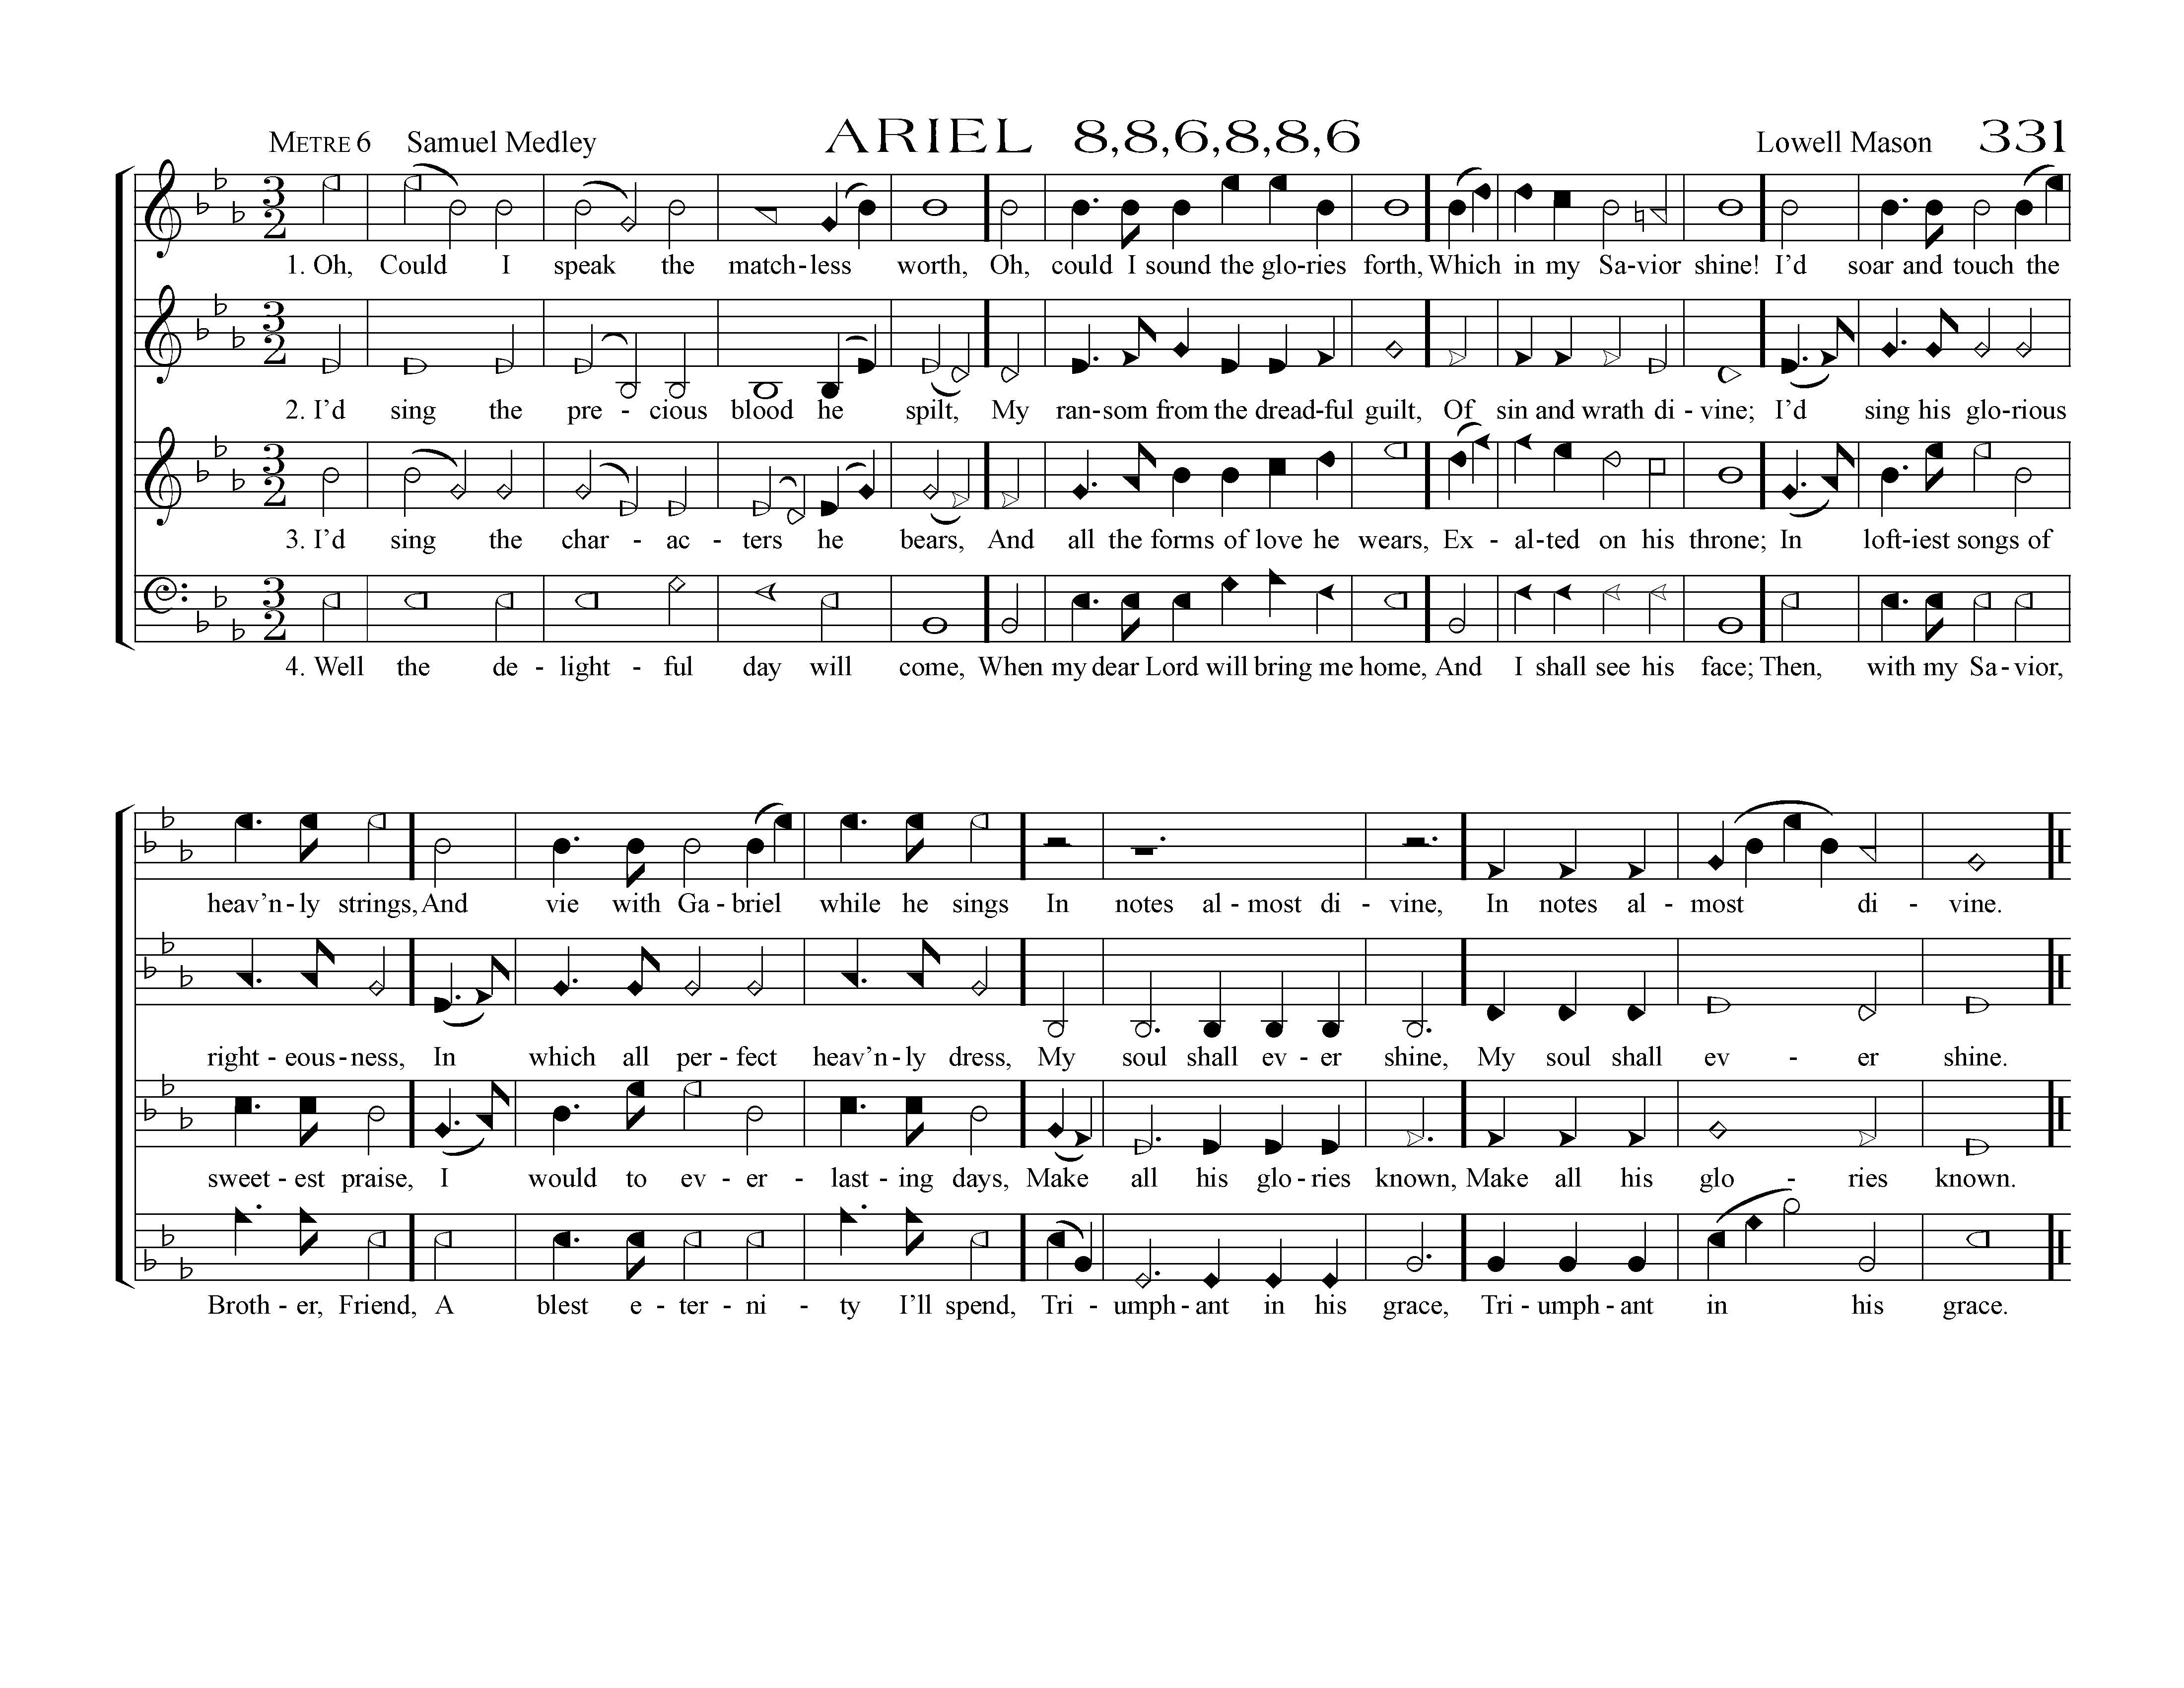 METRE 6 Samuel Medley ARIEL 8,8,6,8,8,6 Lowell Mason 331
3 2
1. Oh, Could I speak the match-less worth, Oh, could I sound the glo-ries forth, Which in my Sa-vior shine! I'd soar and touch the
3 2
2. I'd sing the pre - cious blood he spilt, My ran-som from the dread-ful guilt, Of sin and wrath di - vine; I'd sing his glo-rious
3 2
3. I'd sing the char - ac - ters he bears, And all the forms of love he wears, Ex - al-ted on his throne; In loft-iest songs of
3 2
4. Well the de - light - ful day will come, When my dear Lord will bring me home, And I shall see his face; Then, with my Sa - vior,
heav'n - ly strings, And vie with Ga - briel while he sings In notes al - most di - vine, In notes al - most di - vine.
right - eous - ness, In which all per - fect heav'n - ly dress, My soul shall ev - er shine, My soul shall ev - er shine.
sweet - est praise, I would to ev - er - last - ing days, Make all his glo - ries known, Make all his glo - ries known.
Broth - er, Friend, A blest e - ter - ni - ty I'll spend, Tri - umph - ant in his grace, Tri - umph - ant in his grace.